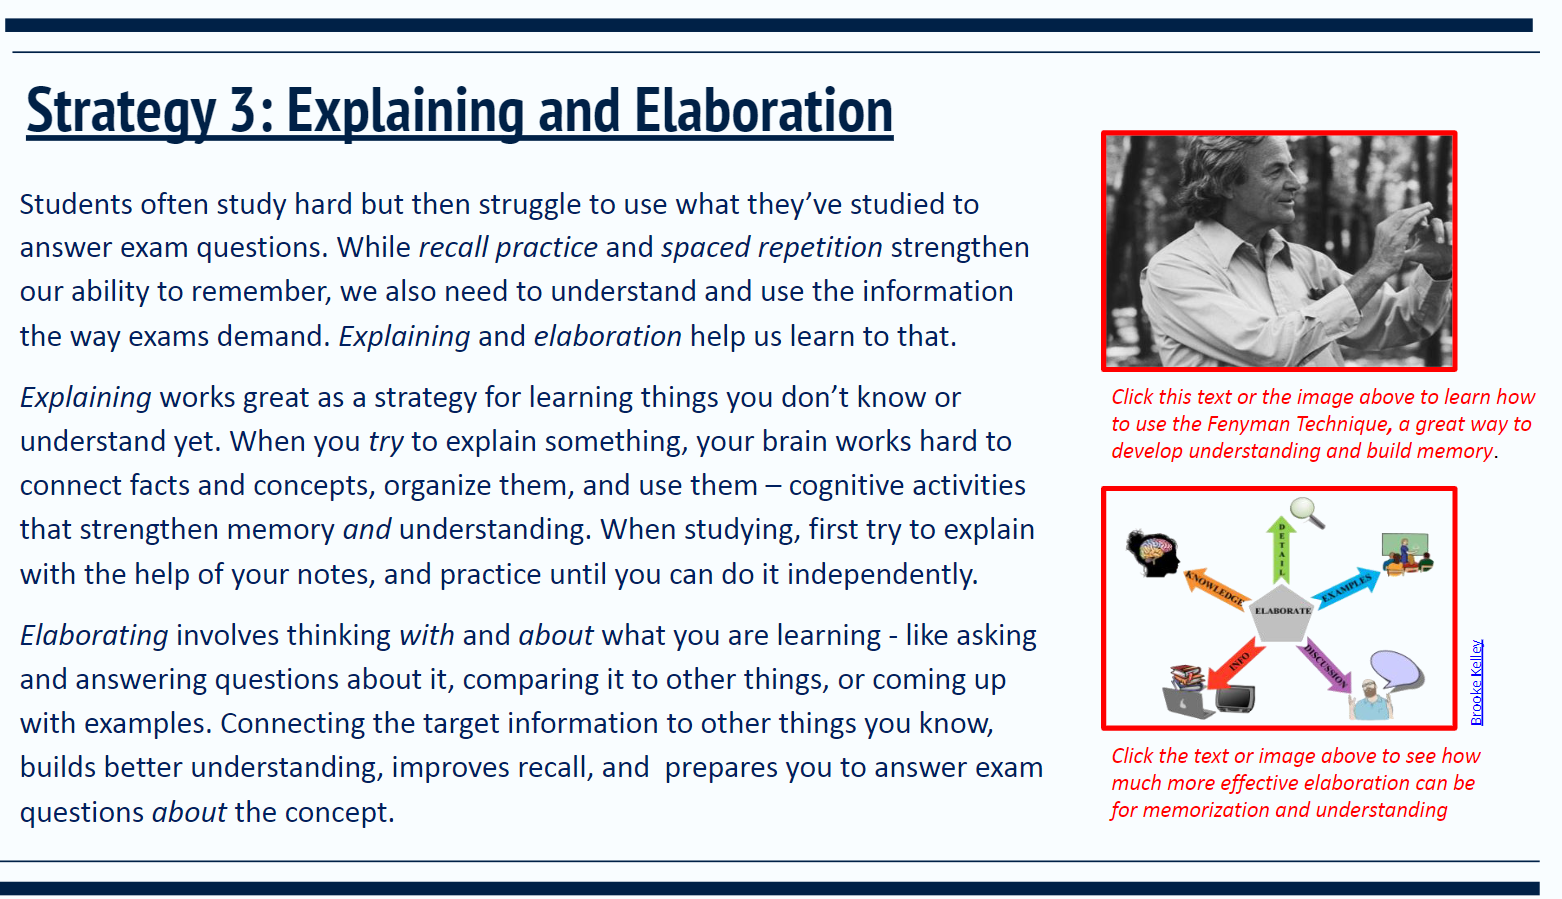 Strategy 3: Explaining and Elaboration
Students often study hard but then struggle to use what they’ve studied to
answer exam questions. While recall practice and spaced repetition strengthen
our ability to remember, we also need to understand and use the information
the way exams demand. Explaining and elaboration help us learn to that.
Explaining works great as a strategy for learning things you don’t know or
understand yet. When you try to explain something, your brain works hard to
connect facts and concepts, organize them, and use them – cognitive activities
that strengthen memory and understanding. When studying, first try to explain
with the help of your notes, and practice until you can do it independently.
Elaborating involves thinking with and about what you are learning - like asking
and answering questions about it, comparing it to other things, or coming up
with examples. Connecting the target information to other things you know,
builds better understanding, improves recall, and  prepares you to answer exam
questions about the concept.
Click this text or the image above to learn how
to use the Fenyman Technique, a great way to
develop understanding and build memory.
DETAIL
KNOWLEDGE
EXAMPLES
ELABORATE
INFO
DISCUSSION
Brooke Kelley
Click the text or image above to see how
much more effective elaboration can be
for memorization and understanding